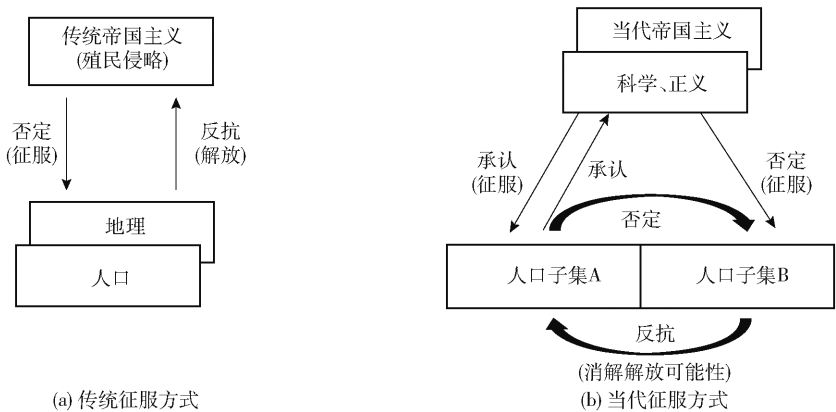 传统帝国主义
(殖民侵略)
否定
(征服)
反抗
(解放)
地理
人口
(a) 传统征服方式
当代帝国主义
科学、正义
承认
(征服)
承认
否定
(征服)
否定
人口子集A
人口子集B
反抗
(消解解放可能性)
(b) 当代征服方式